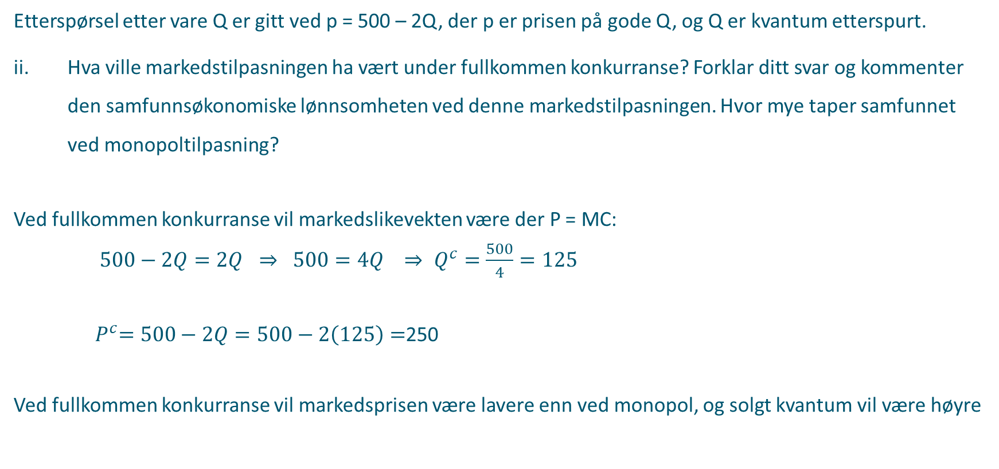 Etterspørsel etter vare Q er gitt ved p = 500 – 2Q, der p er prisen på gode Q, og Q er kvantum etterspurt.
ii. Hva ville markedstilpasningen ha vært under fullkommen konkurranse? Forklar ditt svar og kommenter
den samfunnsøkonomiske lønnsomheten ved denne markedstilpasningen. Hvor mye taper samfunnet
ved monopoltilpasning?
Ved fullkommen konkurranse vil markedslikevekten være der P = MC:
500 − 2Q = 2Q ⇒ 500 = 4Q ⇒ Q^c = 500/4 = 125
P^c = 500 − 2Q = 500 − 2(125) =250
Ved fullkommen konkurranse vil markedsprisen være lavere enn ved monopol, og solgt kvantum vil være høyre